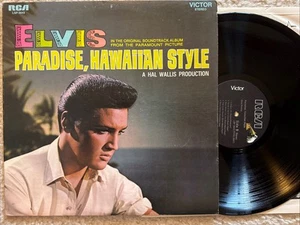 RCA
VICTOR
STEREO
ELVIS
IN THE ORIGINAL SOUNDTRACK ALBUM
FROM THE PARAMOUNT PICTURE
PARADISE, HAWAIIAN STYLE
A HAL WALLIS PRODUCTION
Victor
RCA